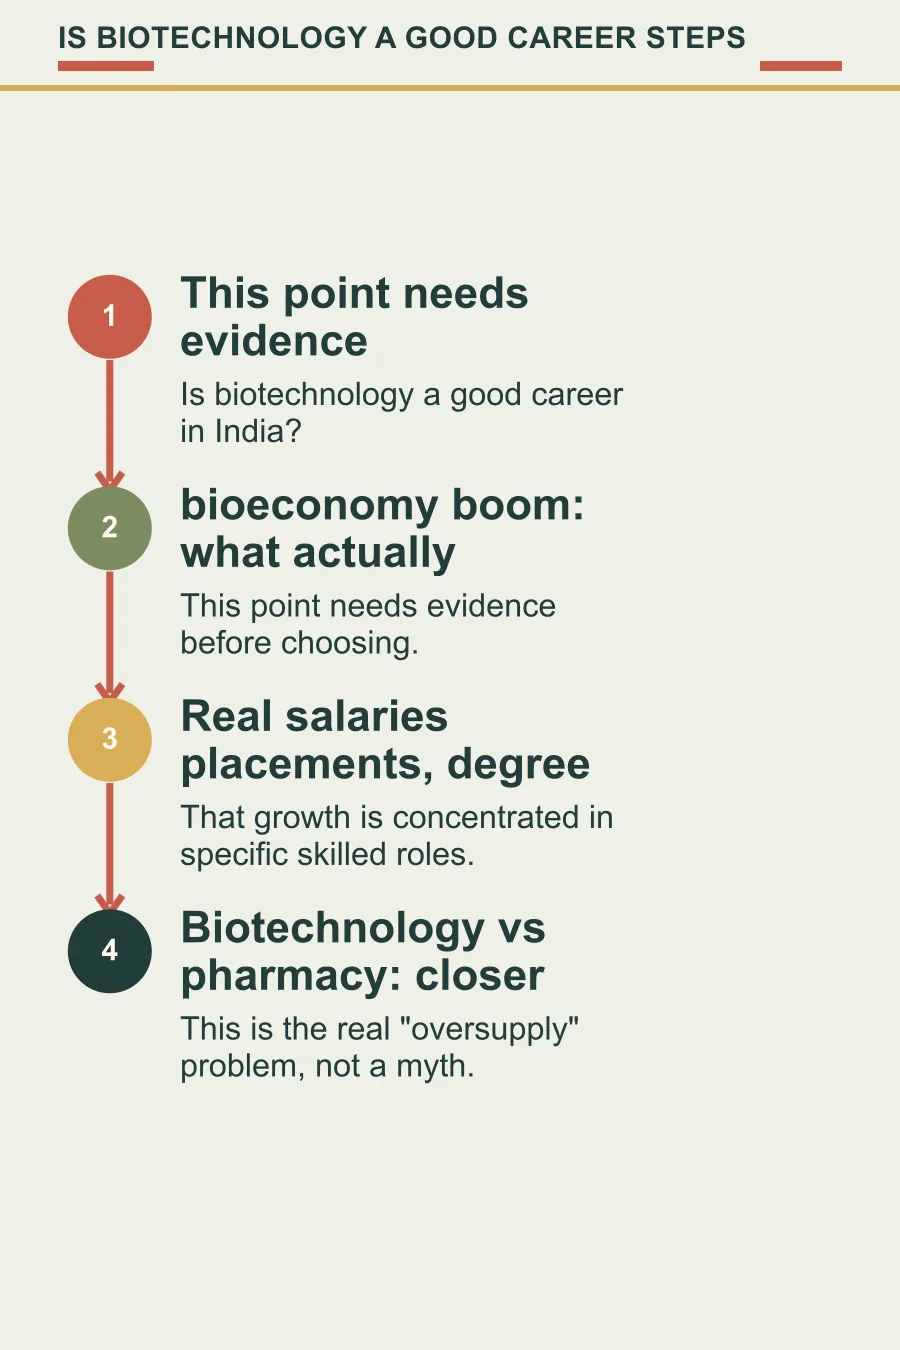 IS BIOTECHNOLOGY A GOOD CAREER STEPS
1
This point needs
evidence
Is biotechnology a good career
in India?
2
bioeconomy boom:
what actually
This point needs evidence
before choosing.
3
Real salaries
placements, degree
That growth is concentrated in
specific skilled roles.
4
Biotechnology vs
pharmacy: closer
This is the real "oversupply"
problem, not a myth.